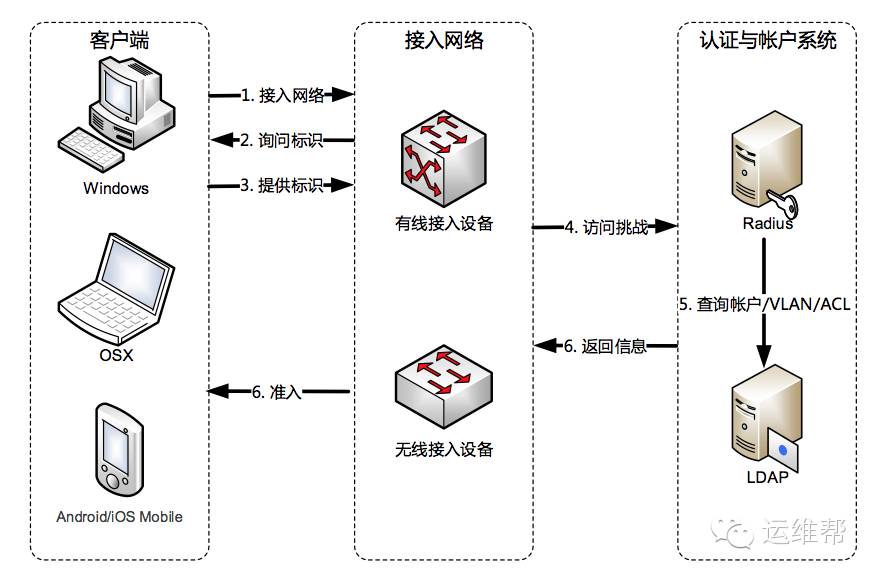 客户端
接入网络
认证与帐户系统
1. 接入网络
2. 询问标识
3. 提供标识
Windows
有线接入设备
Radius
4. 访问挑战
5. 查询帐户/VLAN/ACL
6. 返回信息
OSX
6. 准入
无线接入设备
LDAP
Android/iOS Mobile
运维帮